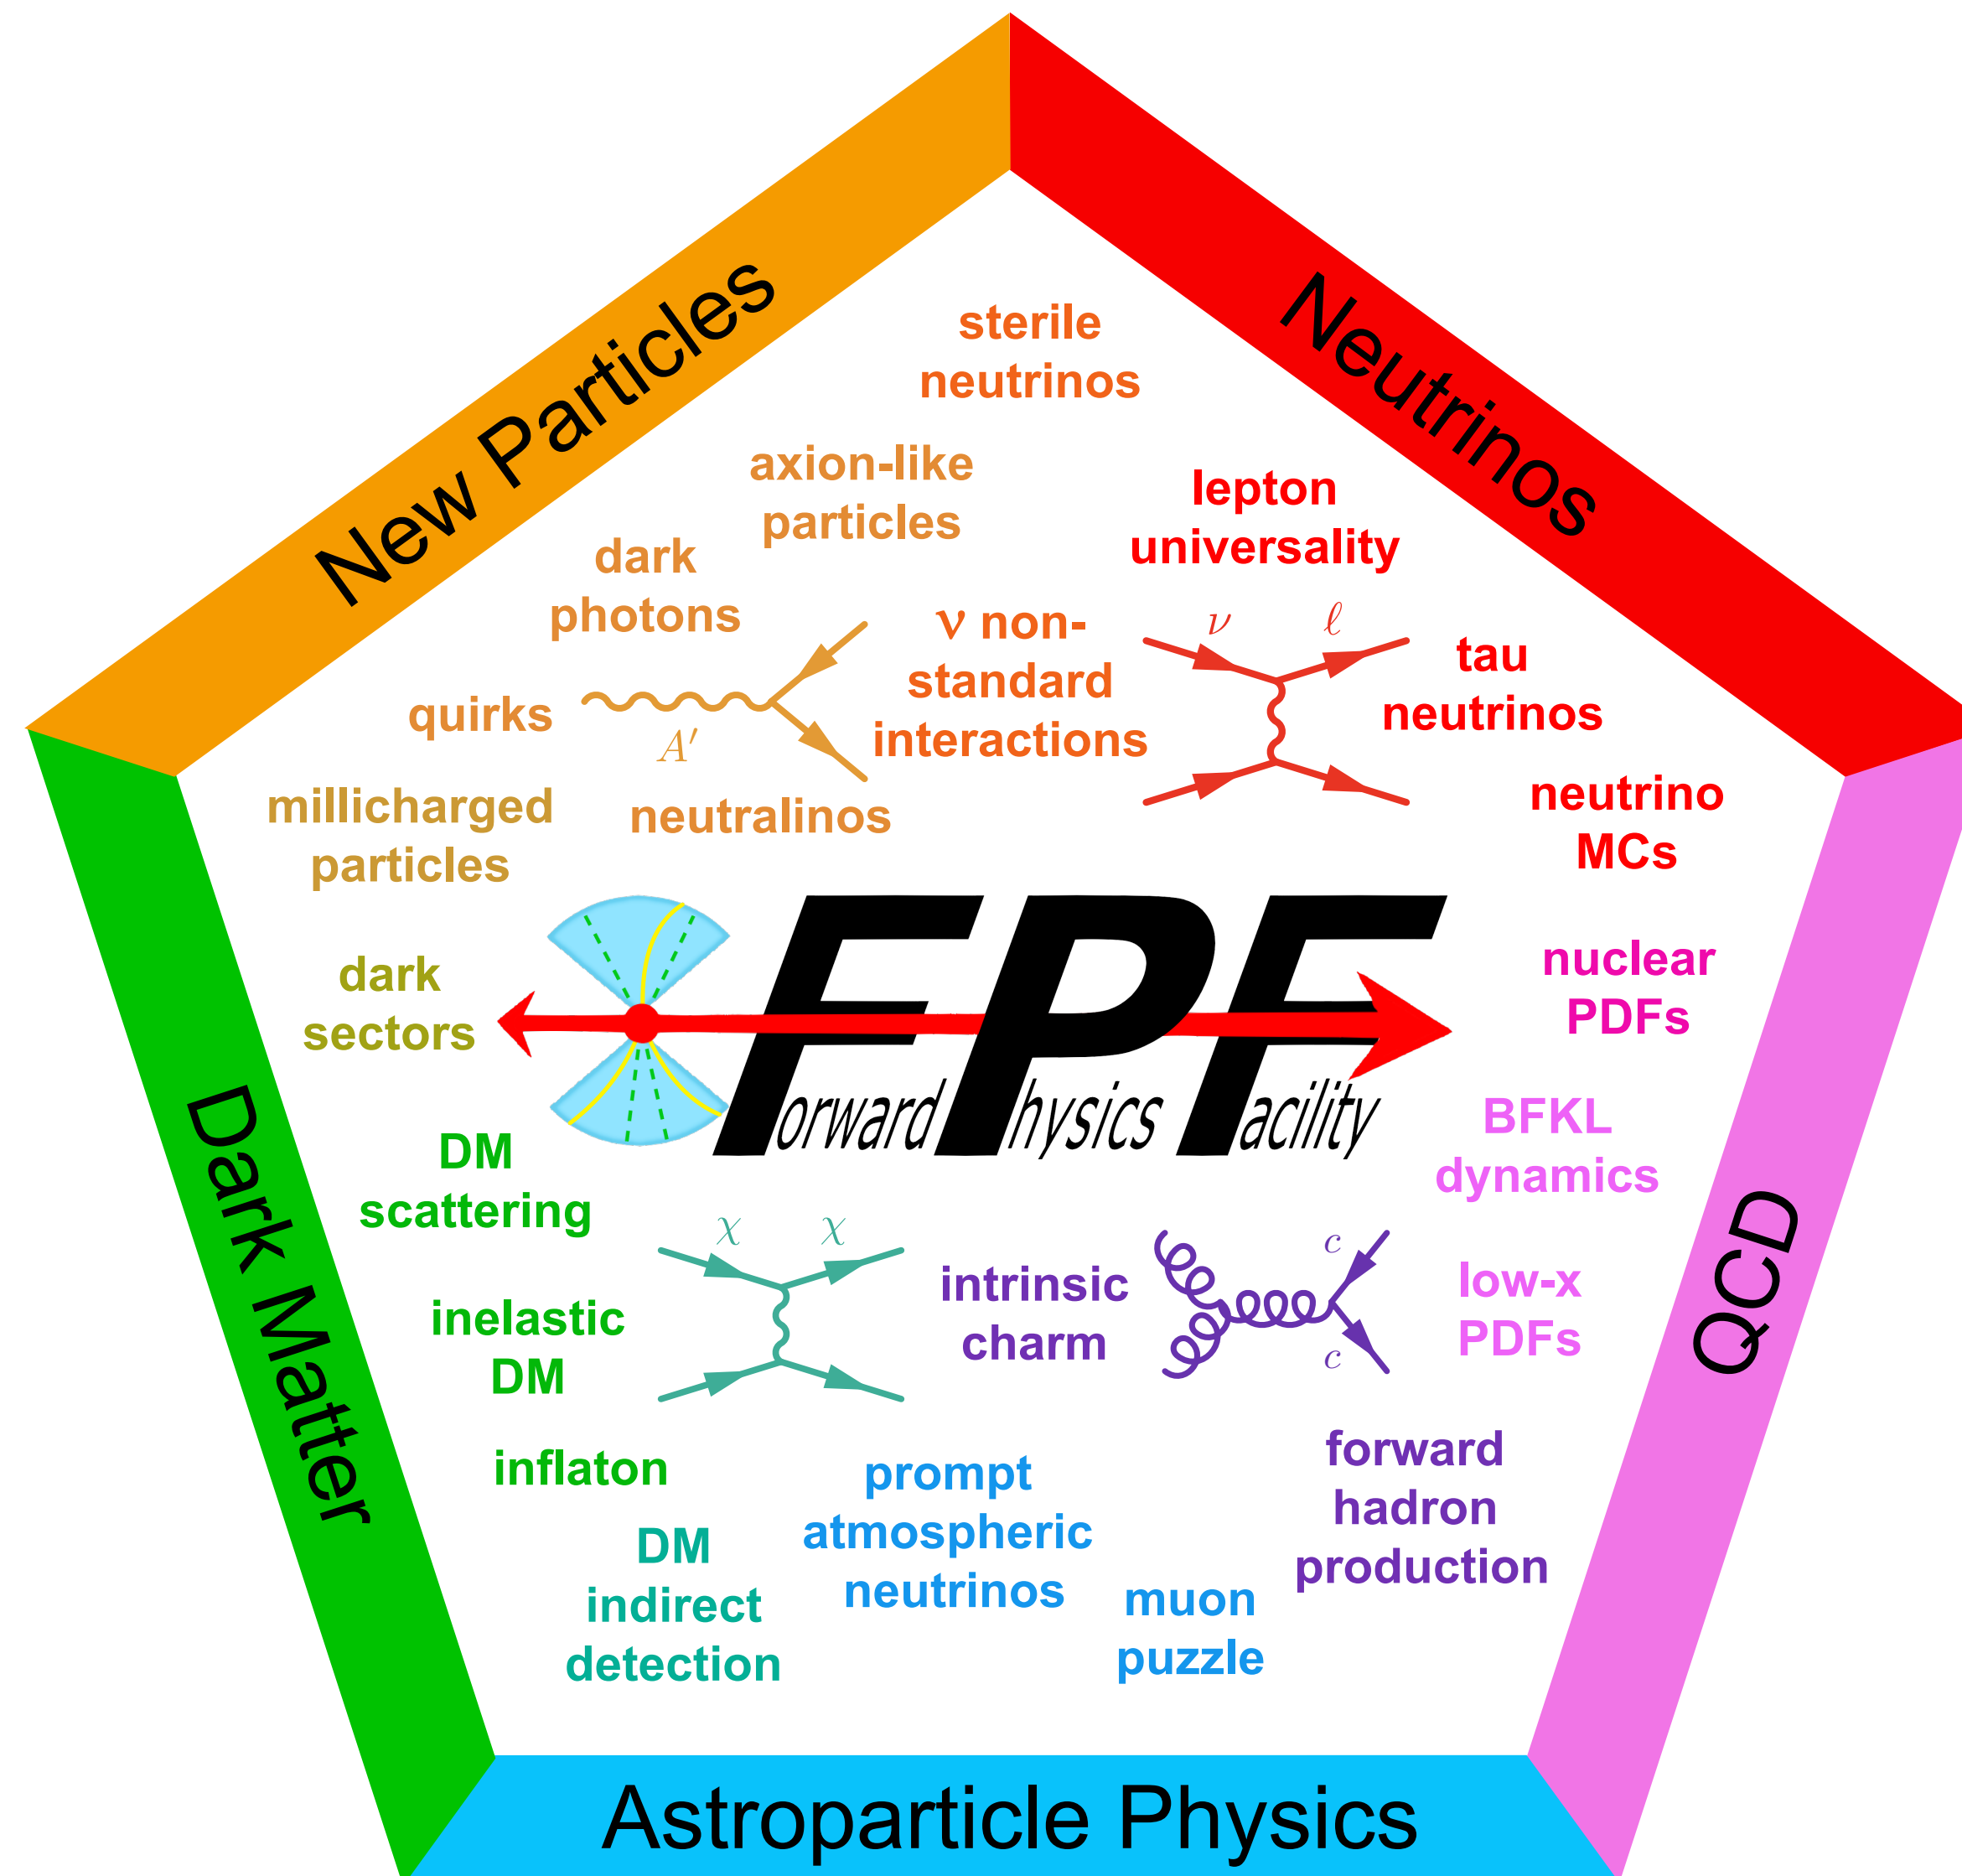 New Particles
Neutrinos
sterile
neutrinos
axion-like
particles
lepton
universality
dark
photons
ν non-
standard
interactions
ν
ℓ
tau
neutrinos
quirks
A′
millicharged
particles
neutralinos
neutrino
MCs
dark
sectors
FPF
Forward Physics Facility
nuclear
PDFs
BFKL
dynamics
DM
scattering
χ
χ
inelastic
DM
intrinsic
charm
c
c
low-x
PDFs
inflaton
prompt
atmospheric
neutrinos
forward
hadron
production
DM
indirect
detection
muon
puzzle
Dark Matter
QCD
Astroparticle Physics